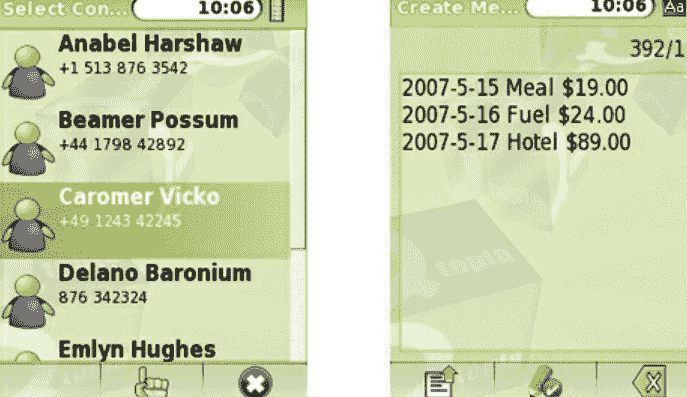 Select Con...
10:06
Anabel Harshaw
+1 513 876 3542
Beamer Possum
+44 1798 42892
Caromer Vicko
+49 1243 42245
Delano Baronium
876 342324
Emlyn Hughes
Create Me...
10:06
Aa
392/1
2007-5-15 Meal $19.00
2007-5-16 Fuel $24.00
2007-5-17 Hotel $89.00